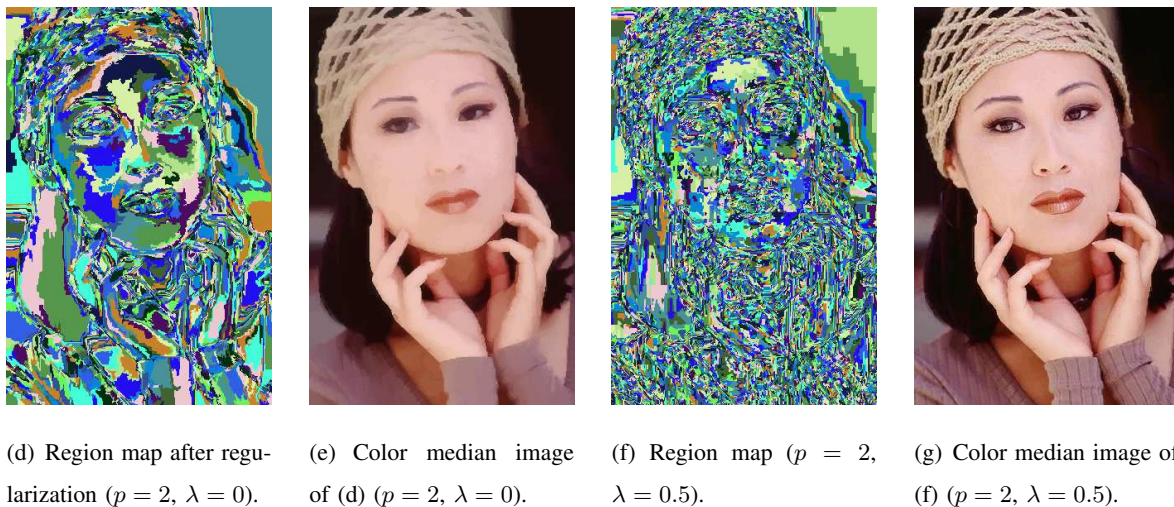 (d) Region map after regu-
larization (p = 2, λ = 0).
(e) Color median image
of (d) (p = 2, λ = 0).
(f) Region map (p = 2,
λ = 0.5).
(g) Color median image of
(f) (p = 2, λ = 0.5).